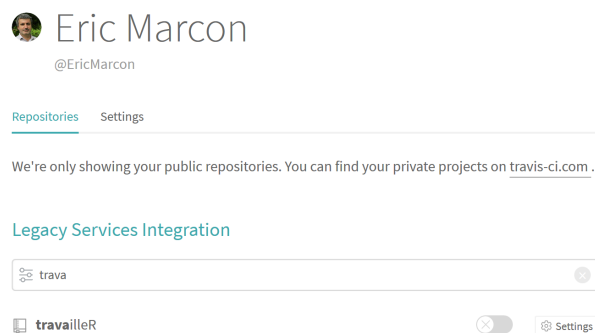 Eric Marcon
@EricMarcon
Repositories Settings
We're only showing your public repositories. You can find your private projects on travis-ci.com .
Legacy Services Integration
trava
travailleR Settings